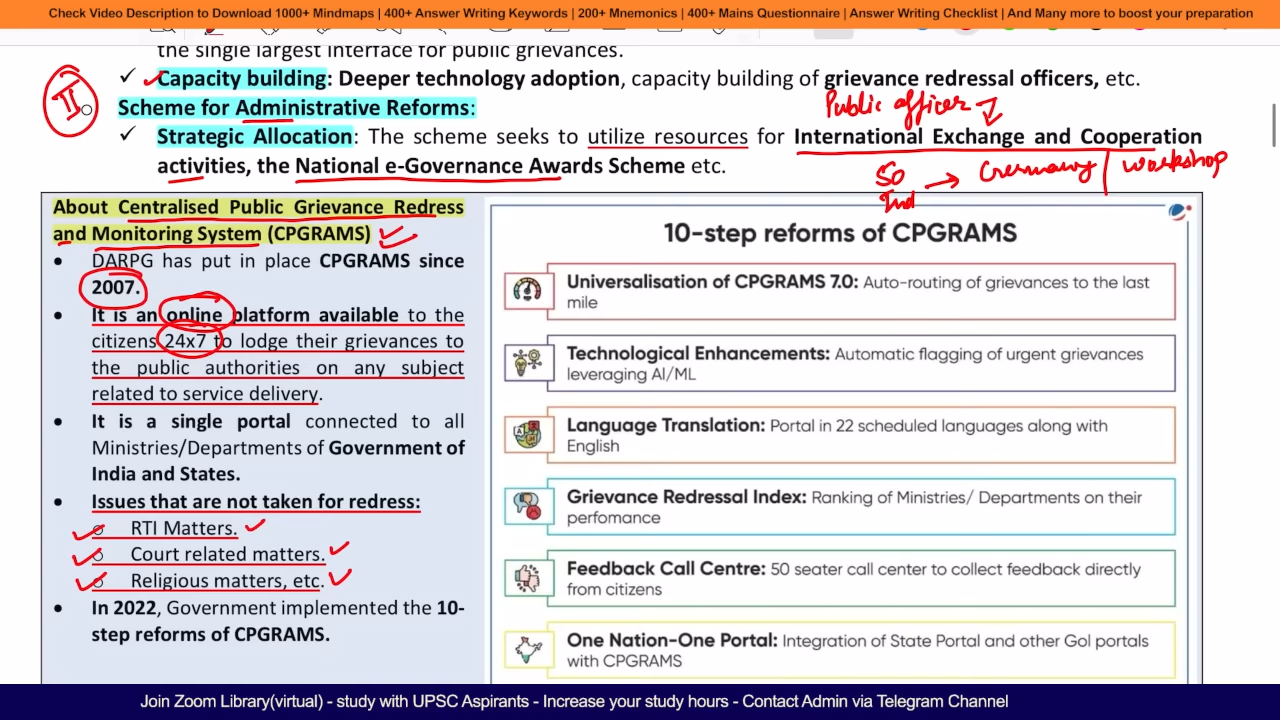 Check Video Description to Download 1000+ Mindmaps | 400+ Answer Writing Keywords | 200+ Mnemonics | 400+ Mains Questionnaire | Answer Writing Checklist | And Many more to boost your preparation
the single largest interface for public grievances.
✓ Capacity building: Deeper technology adoption, capacity building of grievance redressal officers, etc.
II
Scheme for Administrative Reforms:
Public officer
✓ Strategic Allocation: The scheme seeks to utilize resources for International Exchange and Cooperation
activities, the National e-Governance Awards Scheme etc.
50 Ind → Germany / workshop
About Centralised Public Grievance Redress
and Monitoring System (CPGRAMS)
• DARPG has put in place CPGRAMS since
2007.
• It is an online platform available to the
citizens 24x7 to lodge their grievances to
the public authorities on any subject
related to service delivery.
• It is a single portal connected to all
Ministries/Departments of Government of
India and States.
• Issues that are not taken for redress:
o RTI Matters.
o Court related matters.
o Religious matters, etc.
• In 2022, Government implemented the 10-
step reforms of CPGRAMS.
10-step reforms of CPGRAMS
Universalisation of CPGRAMS 7.0: Auto-routing of grievances to the last
mile
Technological Enhancements: Automatic flagging of urgent grievances
leveraging AI/ML
Language Translation: Portal in 22 scheduled languages along with
English
Grievance Redressal Index: Ranking of Ministries/ Departments on their
perfomance
Feedback Call Centre: 50 seater call center to collect feedback directly
from citizens
One Nation-One Portal: Integration of State Portal and other GoI portals
with CPGRAMS
Join Zoom Library(virtual) - study with UPSC Aspirants - Increase your study hours - Contact Admin via Telegram Channel